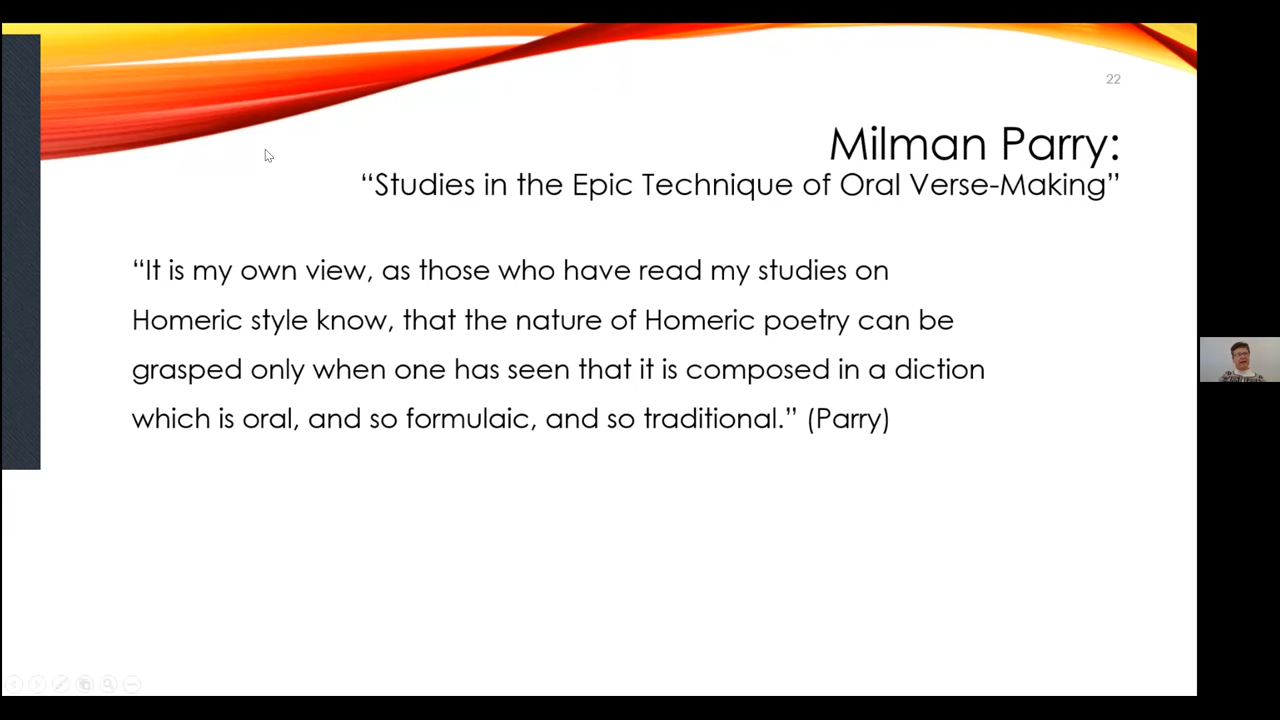 22
Milman Parry:
“Studies in the Epic Technique of Oral Verse-Making”
“It is my own view, as those who have read my studies on
Homeric style know, that the nature of Homeric poetry can be
grasped only when one has seen that it is composed in a diction
which is oral, and so formulaic, and so traditional.” (Parry)